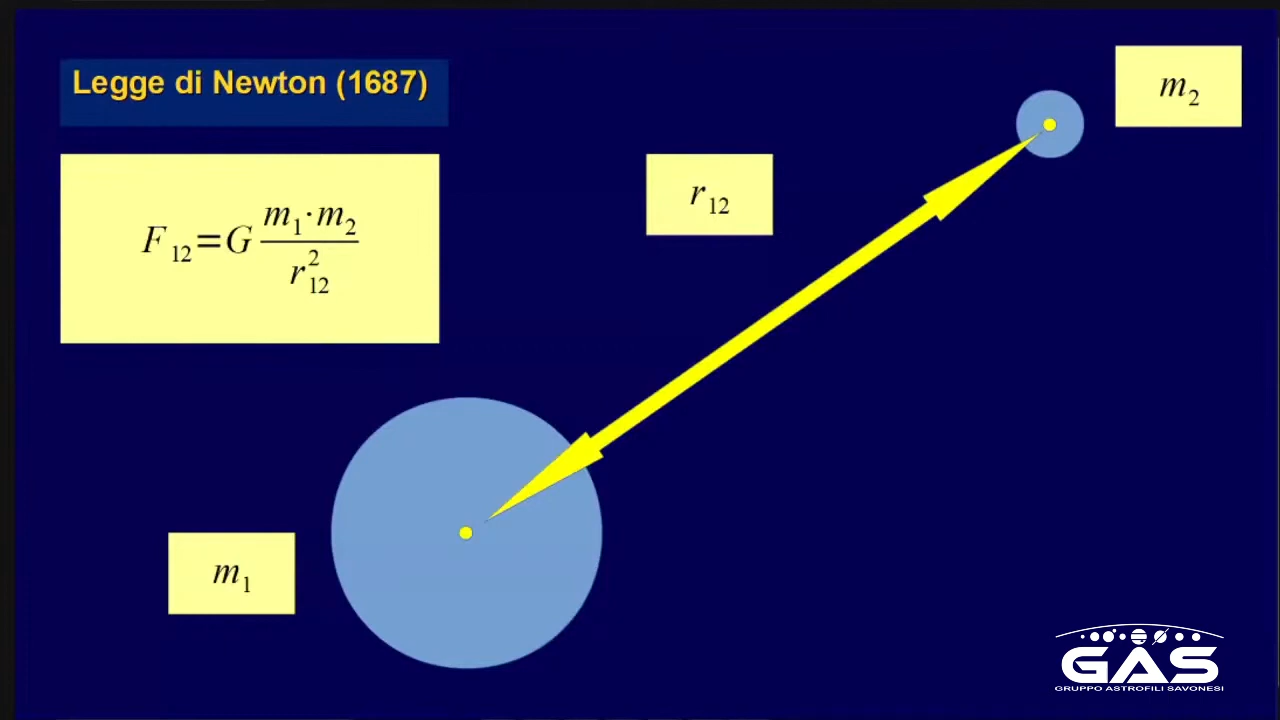 Legge di Newton (1687)
F₁₂=G m₁·m₂ / r₁₂²
r₁₂
m₂
m₁
GAS
GRUPPO ASTROFILI SAVONESI